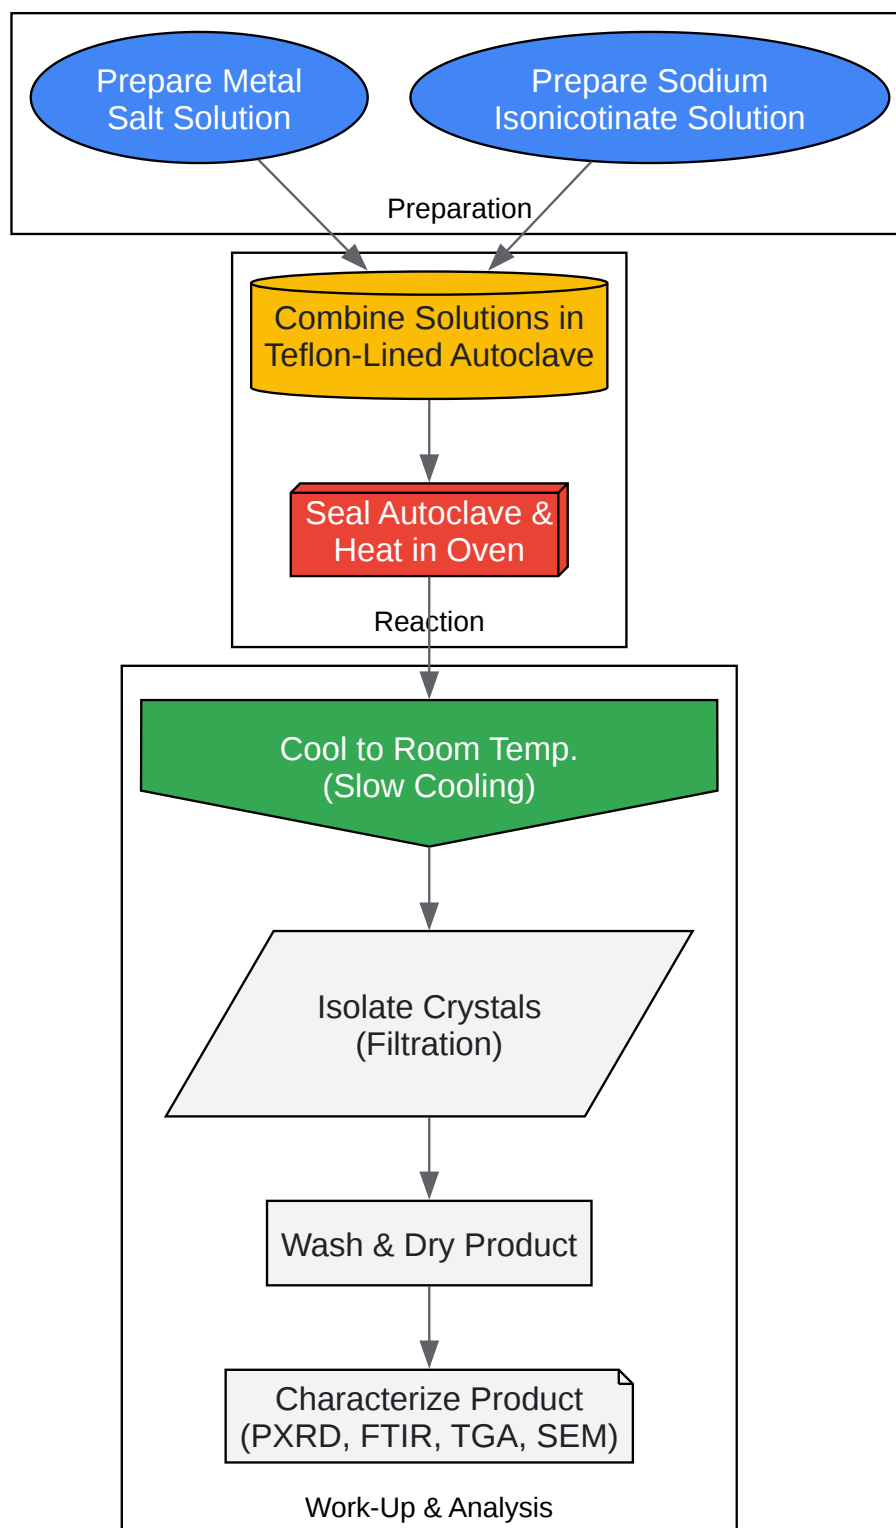 Prepare Metal
Salt Solution
Prepare Sodium
Isonicotinate Solution
Preparation
Combine Solutions in
Teflon-Lined Autoclave
Seal Autoclave &
Heat in Oven
Reaction
Cool to Room Temp.
(Slow Cooling)
Isolate Crystals
(Filtration)
Wash & Dry Product
Characterize Product
(PXRD, FTIR, TGA, SEM)
Work-Up & Analysis